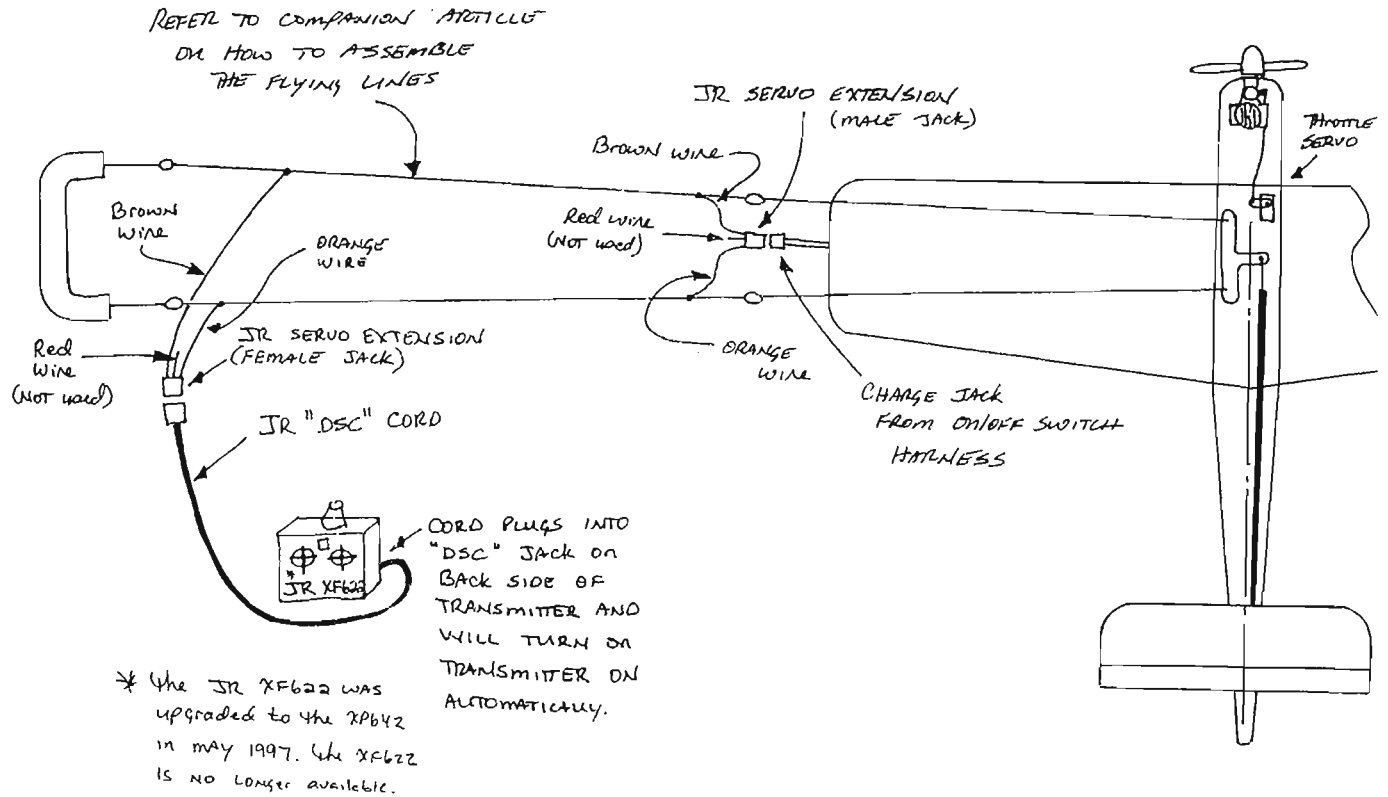 REFER TO COMPANION ARTICLE
ON HOW TO ASSEMBLE
THE FLYING LINES
JR SERVO EXTENSION
(MALE JACK)
THROTTLE
SERVO
BROWN WIRE
Red wire
(NOT used)
BROWN
WIRE
ORANGE
WIRE
JR SERVO EXTENSION
(FEMALE JACK)
Red
Wire
(NOT used)
ORANGE
WIRE
CHARGE JACK
FROM ON/OFF SWITCH
HARNESS
JR "DSC" CORD
*JR XF622
CORD PLUGS INTO
"DSC" JACK ON
BACK SIDE OF
TRANSMITTER AND
WILL TURN ON
TRANSMITTER ON
AUTOMATICALLY.
* The JR XF622 WAS
upgraded to the XP642
in MAY 1997. The XF622
IS NO LONGER available.